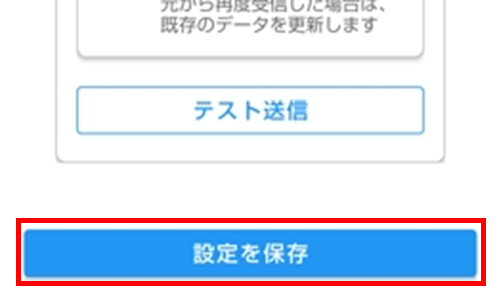 元から再度受信した場合は、
既存のデータを更新します
テスト送信
設定を保存